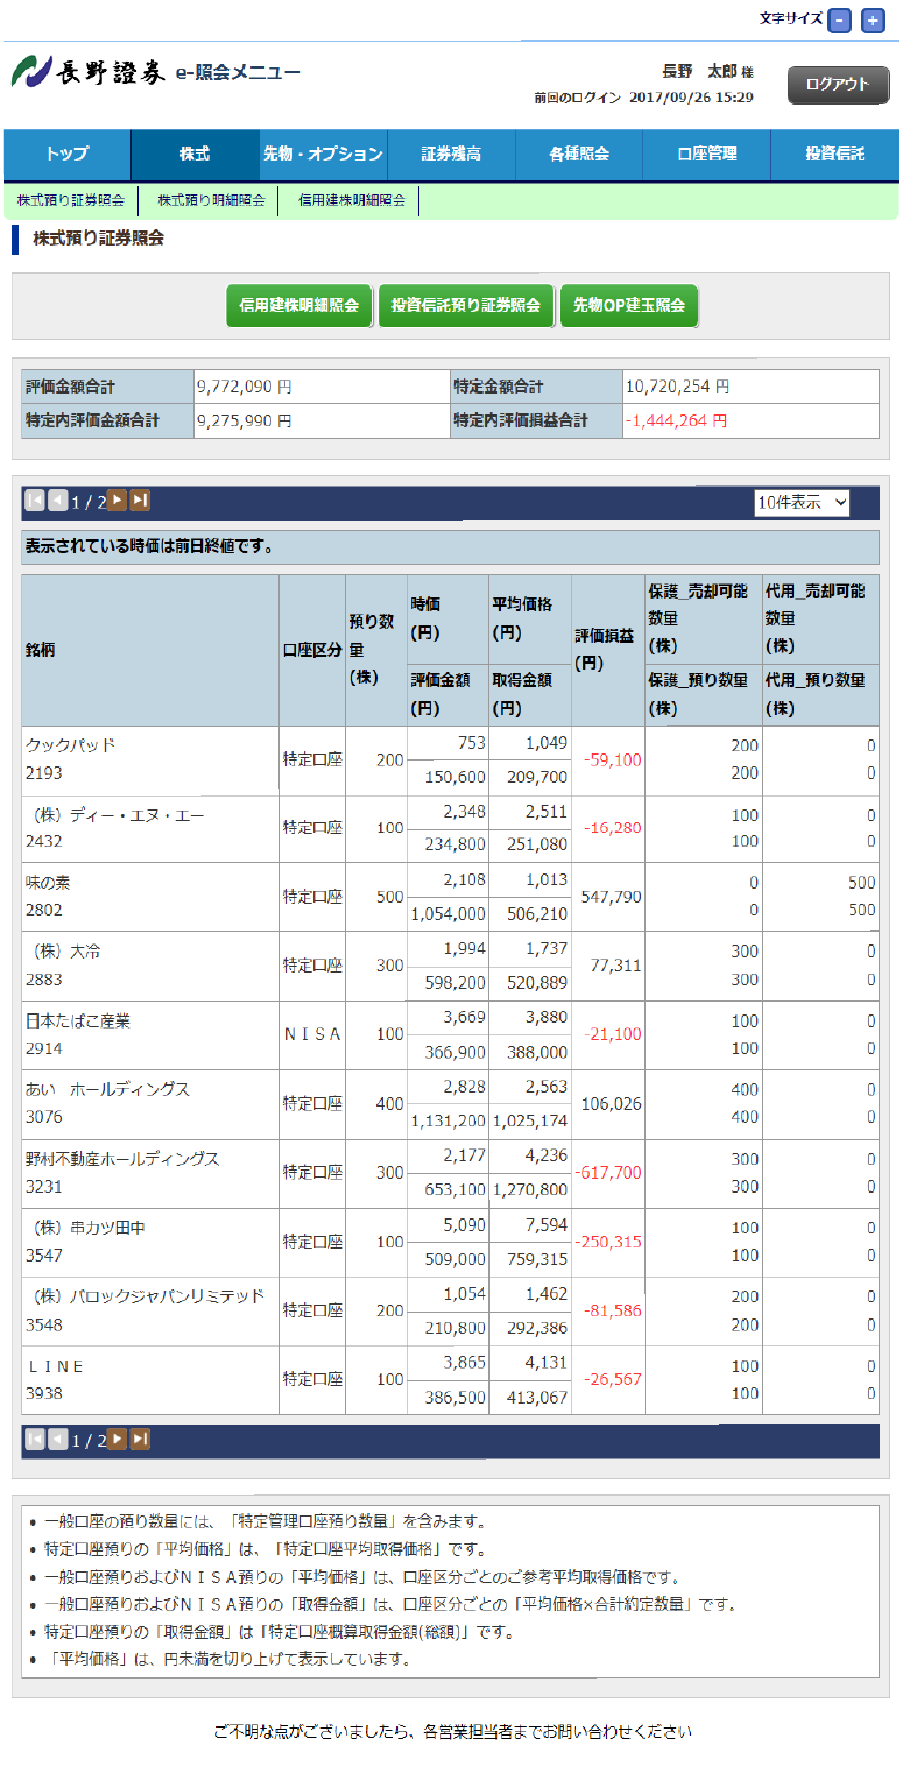 文字サイズ - +
長野證券 e-照会メニュー
長野　太郎 様
前回のログイン 2017/09/26 15:29
ログアウト
トップ 株式 先物・オプション 証券残高 各種照会 口座管理 投資信託
株式預り証券照会 株式預り明細照会 信用建株明細照会
株式預り証券照会
信用建株明細照会 投資信託預り証券照会 先物OP建玉照会
評価金額合計 9,772,090 円 特定金額合計 10,720,254 円
特定内評価金額合計 9,275,990 円 特定内評価損益合計 -1,444,264 円
1 / 2 10件表示
表示されている時価は前日終値です。
銘柄 口座区分 預り数量(株) 時価(円) 平均価格(円) 評価損益(円) 保護_売却可能数量(株) 代用_売却可能数量(株)
評価金額(円) 取得金額(円) 保護_預り数量(株) 代用_預り数量(株)
クックパッド 特定口座 200 753 1,049 -59,100 200 0
2193 150,600 209,700 200 0
（株）ディー・エヌ・エー 特定口座 100 2,348 2,511 -16,280 100 0
2432 234,800 251,080 100 0
味の素 特定口座 500 2,108 1,013 547,790 0 500
2802 1,054,000 506,210 0 500
（株）大冷 特定口座 300 1,994 1,737 77,311 300 0
2883 598,200 520,889 300 0
日本たばこ産業 ＮＩＳＡ 100 3,669 3,880 -21,100 100 0
2914 366,900 388,000 100 0
あい　ホールディングス 特定口座 400 2,828 2,563 106,026 400 0
3076 1,131,200 1,025,174 400 0
野村不動産ホールディングス 特定口座 300 2,177 4,236 -617,700 300 0
3231 653,100 1,270,800 300 0
（株）串カツ田中 特定口座 100 5,090 7,594 -250,315 100 0
3547 509,000 759,315 100 0
（株）バロックジャパンリミテッド 特定口座 200 1,054 1,462 -81,586 200 0
3548 210,800 292,386 200 0
ＬＩＮＥ 特定口座 100 3,865 4,131 -26,567 100 0
3938 386,500 413,067 100 0
1 / 2
• 一般口座の預り数量には、「特定管理口座預り数量」を含みます。
• 特定口座預りの「平均価格」は、「特定口座平均取得価格」です。
• 一般口座預りおよびＮＩＳＡ預りの「平均価格」は、口座区分ごとのご参考平均取得価格です。
• 一般口座預りおよびＮＩＳＡ預りの「取得金額」は、口座区分ごとの「平均価格×合計約定数量」です。
• 特定口座預りの「取得金額」は「特定口座概算取得金額(総額)」です。
• 「平均価格」は、円未満を切り上げて表示しています。
ご不明な点がございましたら、各営業担当者までお問い合わせください